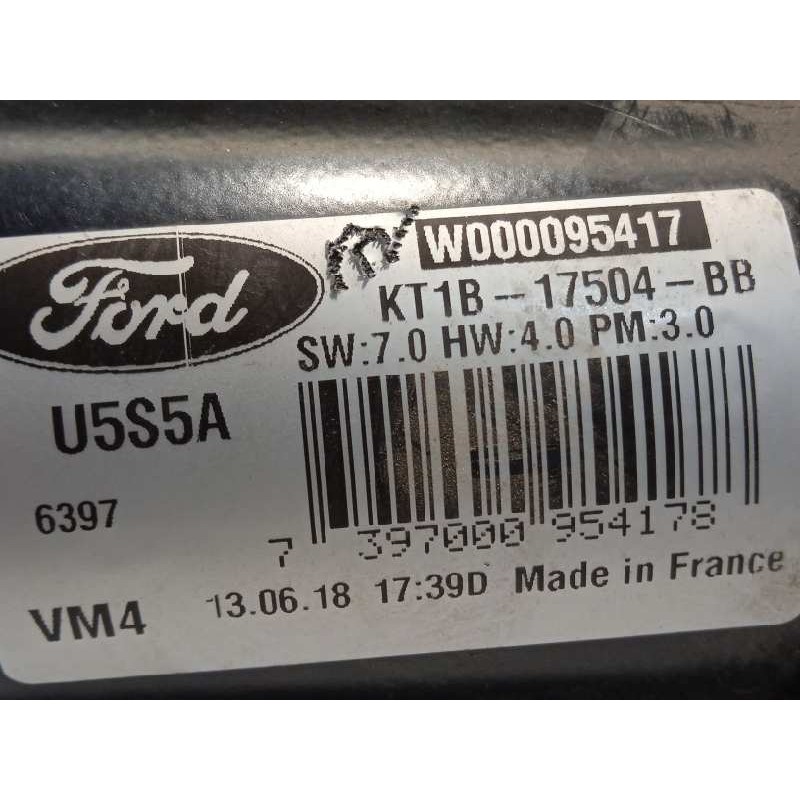 Ford
W000095417
KT1B-17504-BB
SW:7.0 HW:4.0 PM:3.0
U5S5A
6397
7 397000 954178
VM4
13.06.18 17:39D Made in France